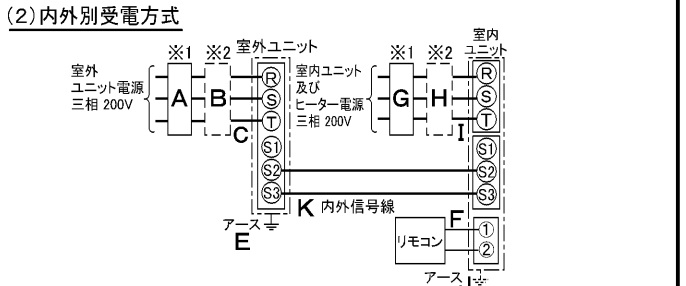 (2)内外別受電方式
※1 ※2 室外ユニット
室外
ユニット電源
三相 200V
A
B
C
R
S
T
S1
S2
S3
アース
E
※1 ※2
室内
ユニット
室内ユニット
及び
ヒーター電源
三相 200V
G
H
I
R
S
T
S1
S2
S3
K 内外信号線
リモコン
F
1
2
アース